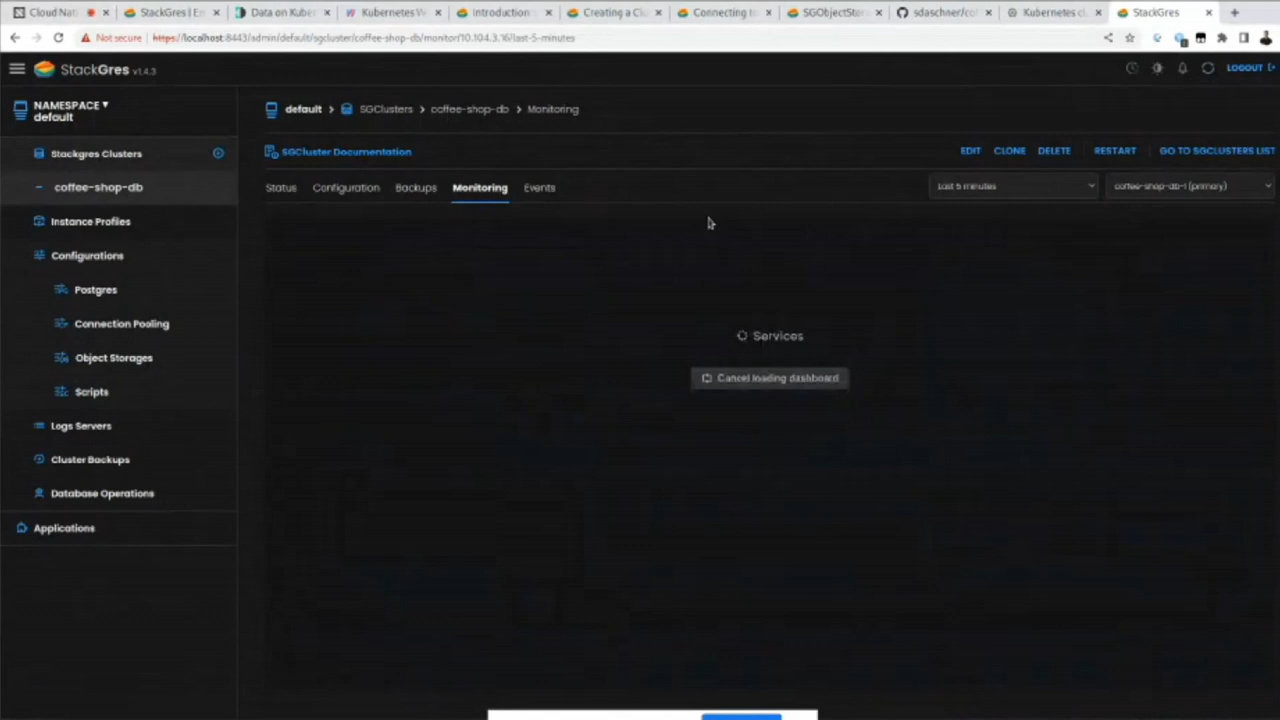 Cloud Nat
StackGres | En
Data on Kuber
Kubernetes W
Introduction
Creating a Clu
Connecting to
SGObjectStor
sdaschner/co
Kubernetes cl
StackGres
Not secure
https://localhost:8443/admin/default/sgcluster/coffee-shop-db/monitor/10.104.3.16/last-5-minutes
StackGres v1.4.3
LOGOUT
NAMESPACE
default
default > SGClusters > coffee-shop-db > Monitoring
Stackgres Clusters
SGCluster Documentation
EDIT CLONE DELETE RESTART GO TO SGCLUSTERS LIST
coffee-shop-db
Status Configuration Backups Monitoring Events
Last 5 minutes
coffee-shop-db-1 (primary)
Instance Profiles
Configurations
Postgres
Connection Pooling
Services
Object Storages
Cancel loading dashboard
Scripts
Logs Servers
Cluster Backups
Database Operations
Applications